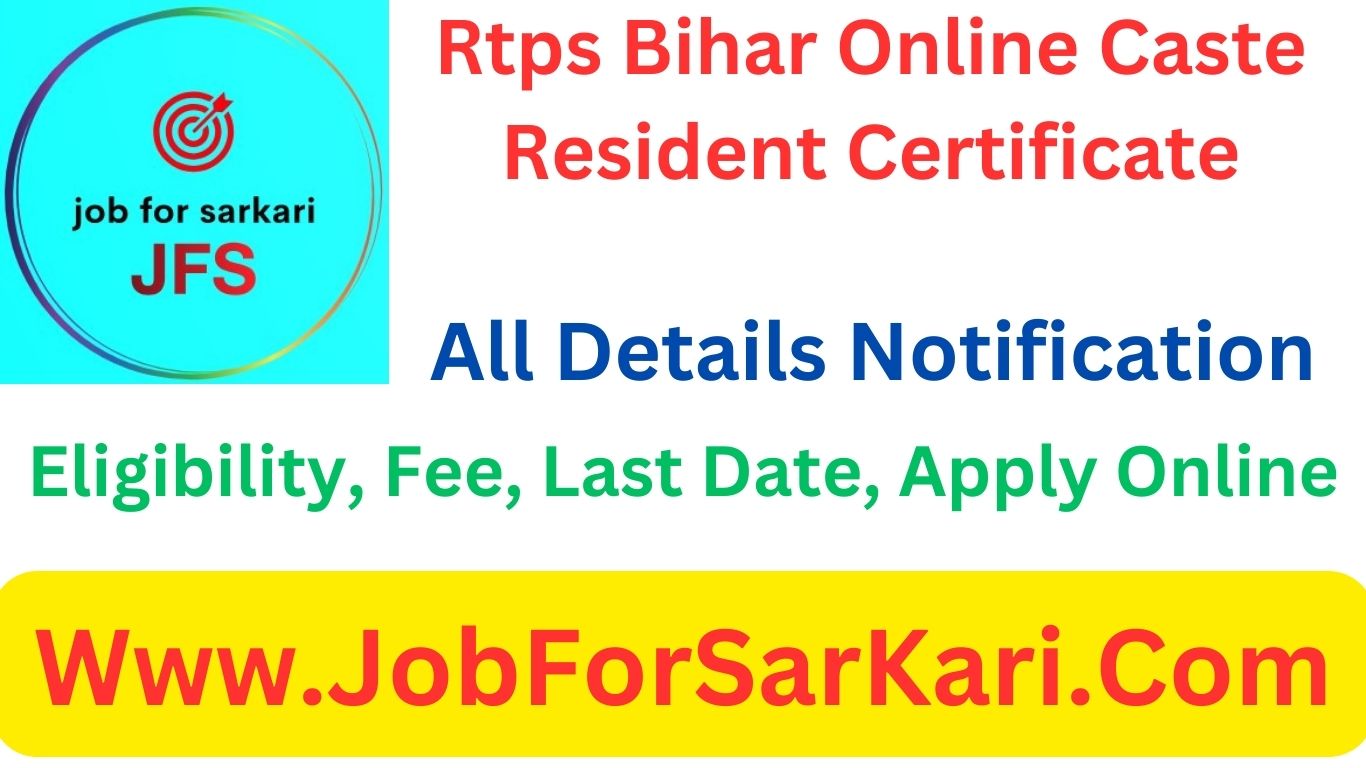 job for sarkari
JFS
Rtps Bihar Online Caste
Resident Certificate
All Details Notification
Eligibility, Fee, Last Date, Apply Online
Www.JobForSarKari.Com